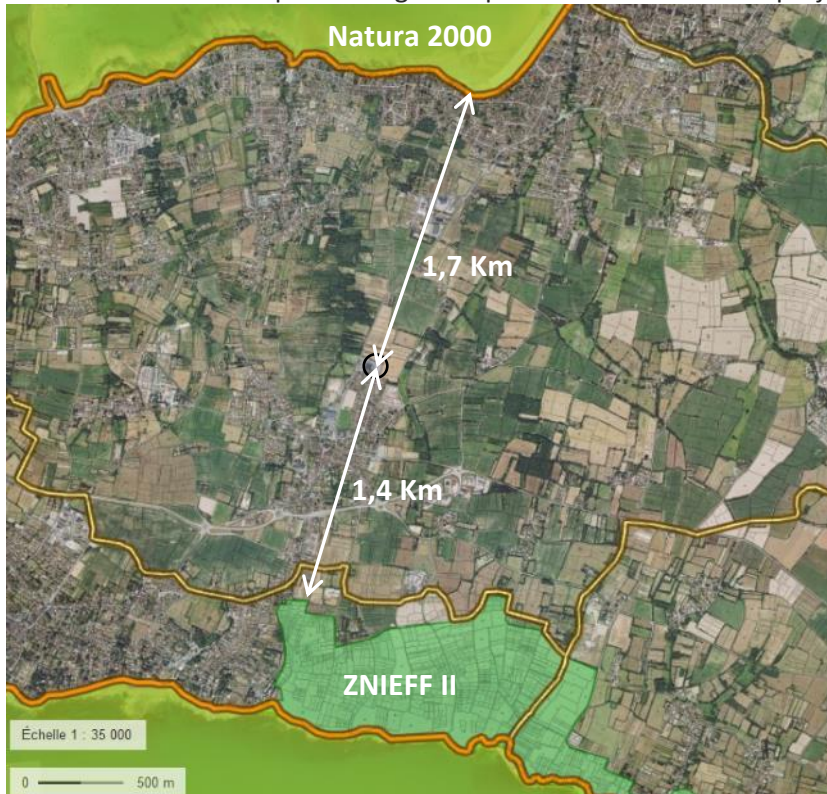 Natura 2000
1,7 Km
1,4 Km
ZNIEFF II
Échelle 1 : 35 000
0 500 m